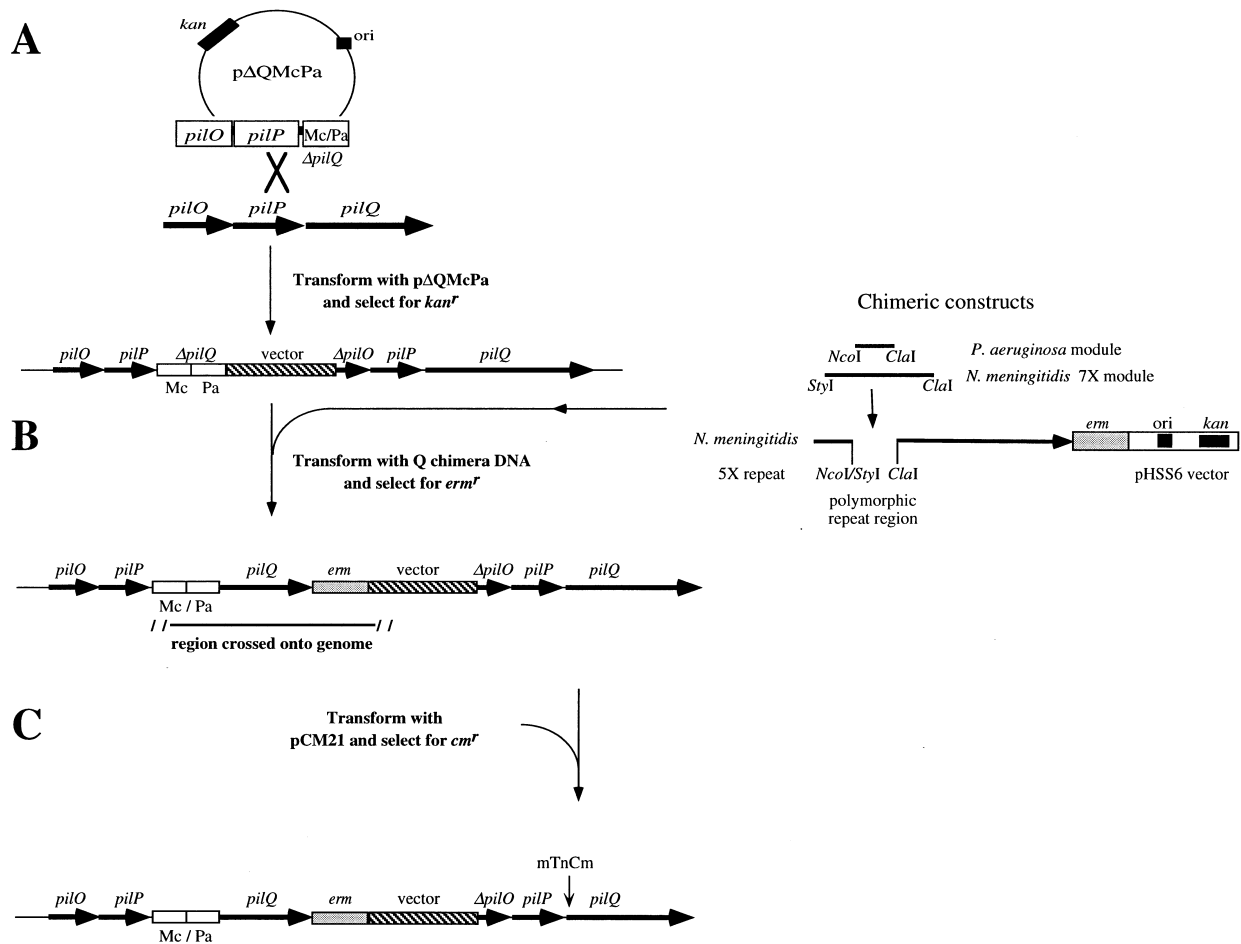 A
kan
ori
pΔQMcPa
pilO pilP Mc/Pa
ΔpilQ
pilO pilP pilQ
Transform with pΔQMcPa
and select for kanʳ
pilO pilP ΔpilQ vector ΔpilO pilP pilQ
Mc Pa
Chimeric constructs
NcoI ClaI P. aeruginosa module
StyI ClaI N. meningitidis 7X module
N. meningitidis erm ori kan
5X repeat NcoI/StyI ClaI pHSS6 vector
polymorphic
repeat region
B
Transform with Q chimera DNA
and select for ermʳ
pilO pilP pilQ erm vector ΔpilO pilP pilQ
Mc / Pa
// //
region crossed onto genome
C
Transform with
pCM21 and select for cmʳ
mTnCm
pilO pilP pilQ erm vector ΔpilO pilP pilQ
Mc / Pa